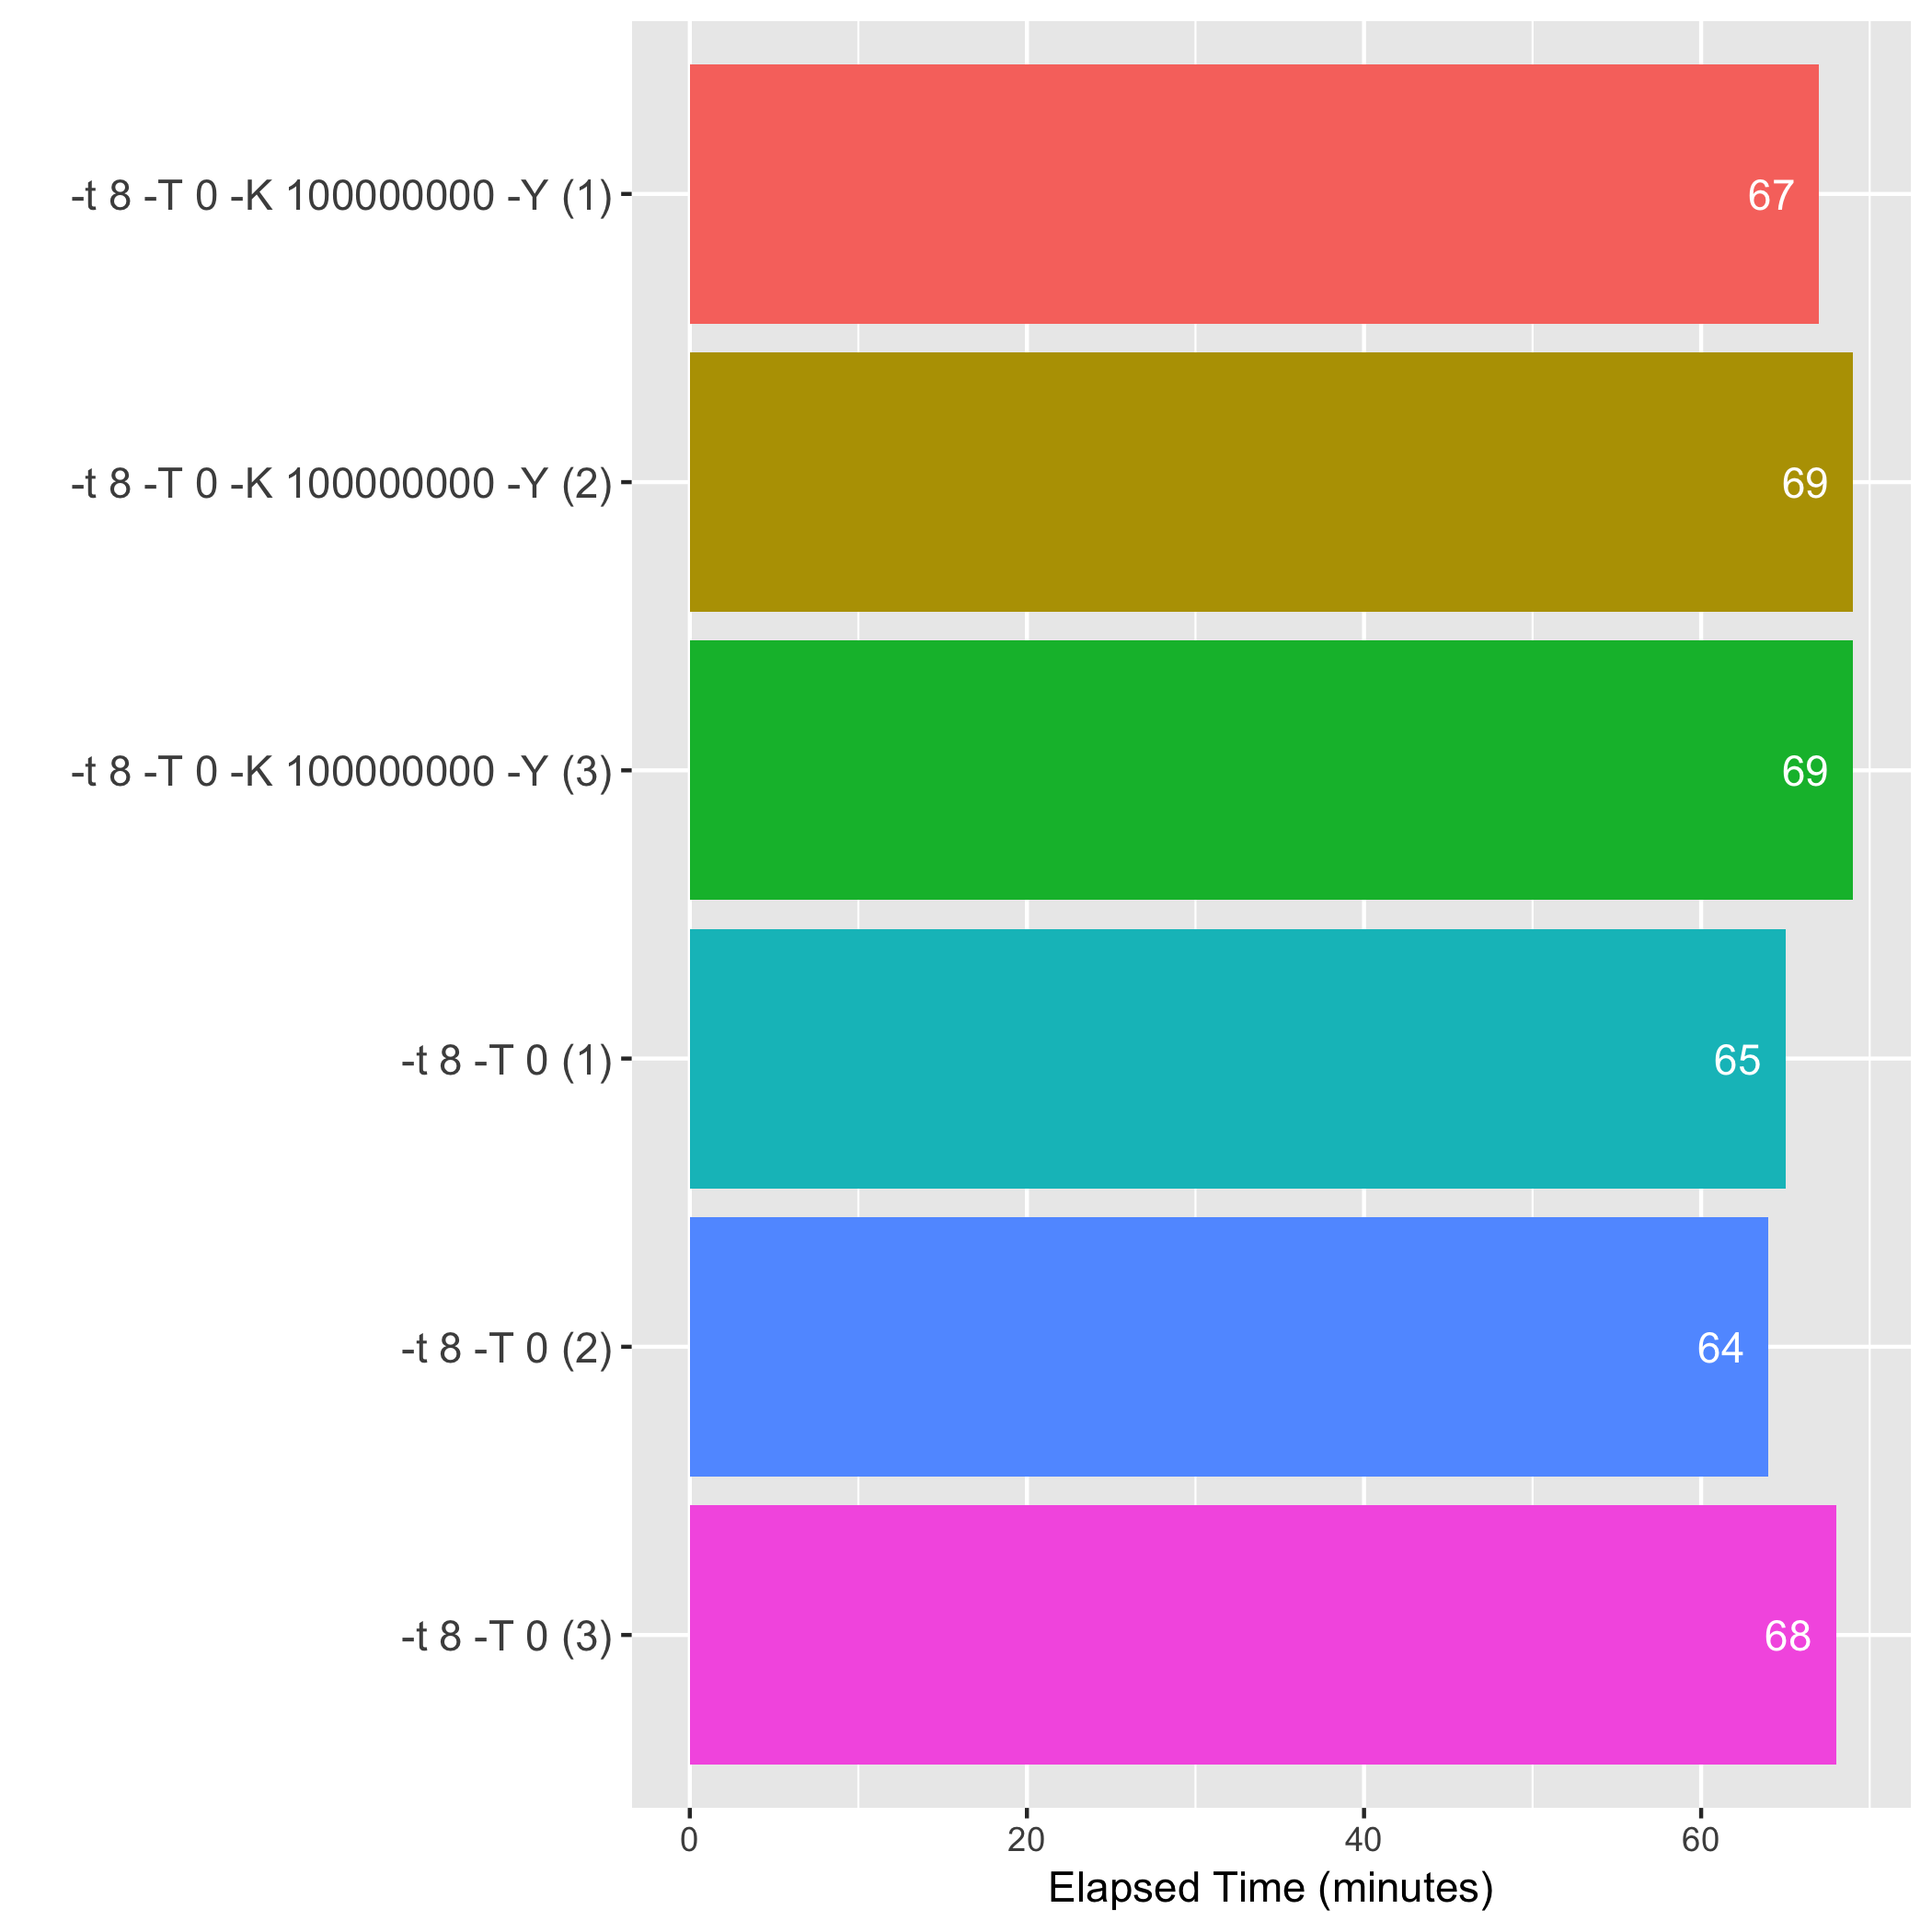 -t 8 -T 0 -K 100000000 -Y (1)
67
-t 8 -T 0 -K 100000000 -Y (2)
69
-t 8 -T 0 -K 100000000 -Y (3)
69
-t 8 -T 0 (1)
65
-t 8 -T 0 (2)
64
-t 8 -T 0 (3)
68
0 20 40 60
Elapsed Time (minutes)